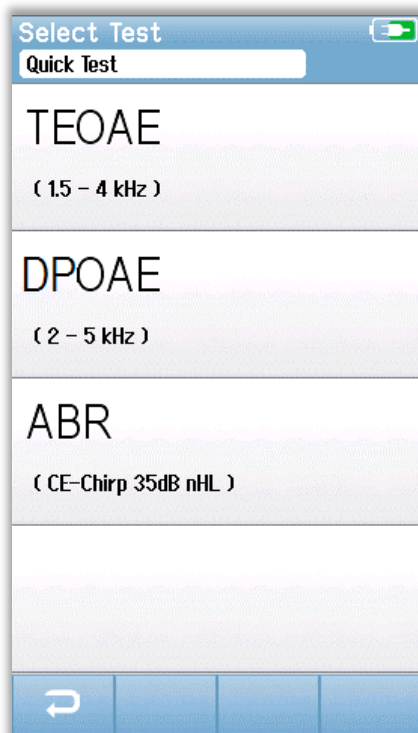 Select Test
Quick Test
TEOAE
( 1.5 - 4 kHz )
DPOAE
( 2 - 5 kHz )
ABR
( CE-Chirp 35dB nHL )